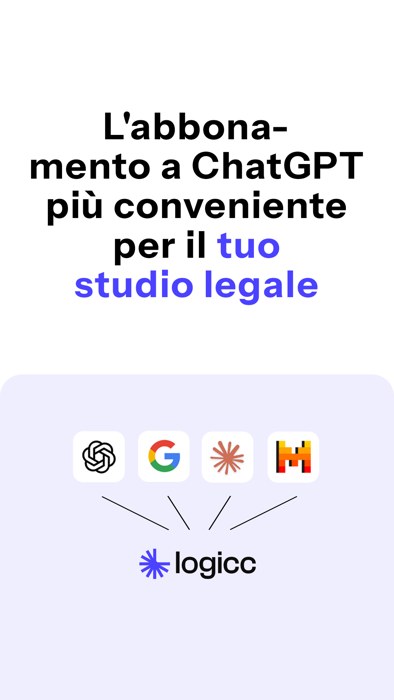 L'abbona-
mento a ChatGPT
più conveniente
per il tuo
studio legale
logicc